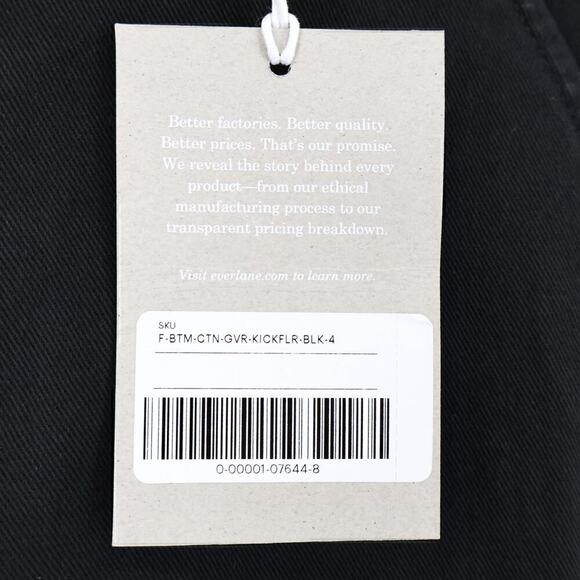 Better factories. Better quality.
Better prices. That's our promise.
We reveal the story behind every
product—from our ethical
manufacturing process to our
transparent pricing breakdown.
Visit everlane.com to learn more.
SKU
F-BTM-CTN-GVR-KICKFLR-BLK-4
0-00001-07644-8